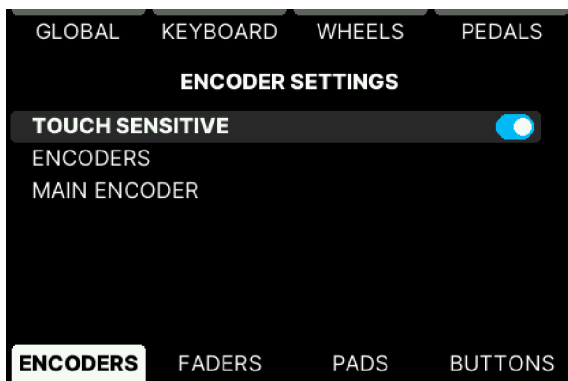 GLOBAL KEYBOARD WHEELS PEDALS
ENCODER SETTINGS
TOUCH SENSITIVE
ENCODERS
MAIN ENCODER
ENCODERS FADERS PADS BUTTONS